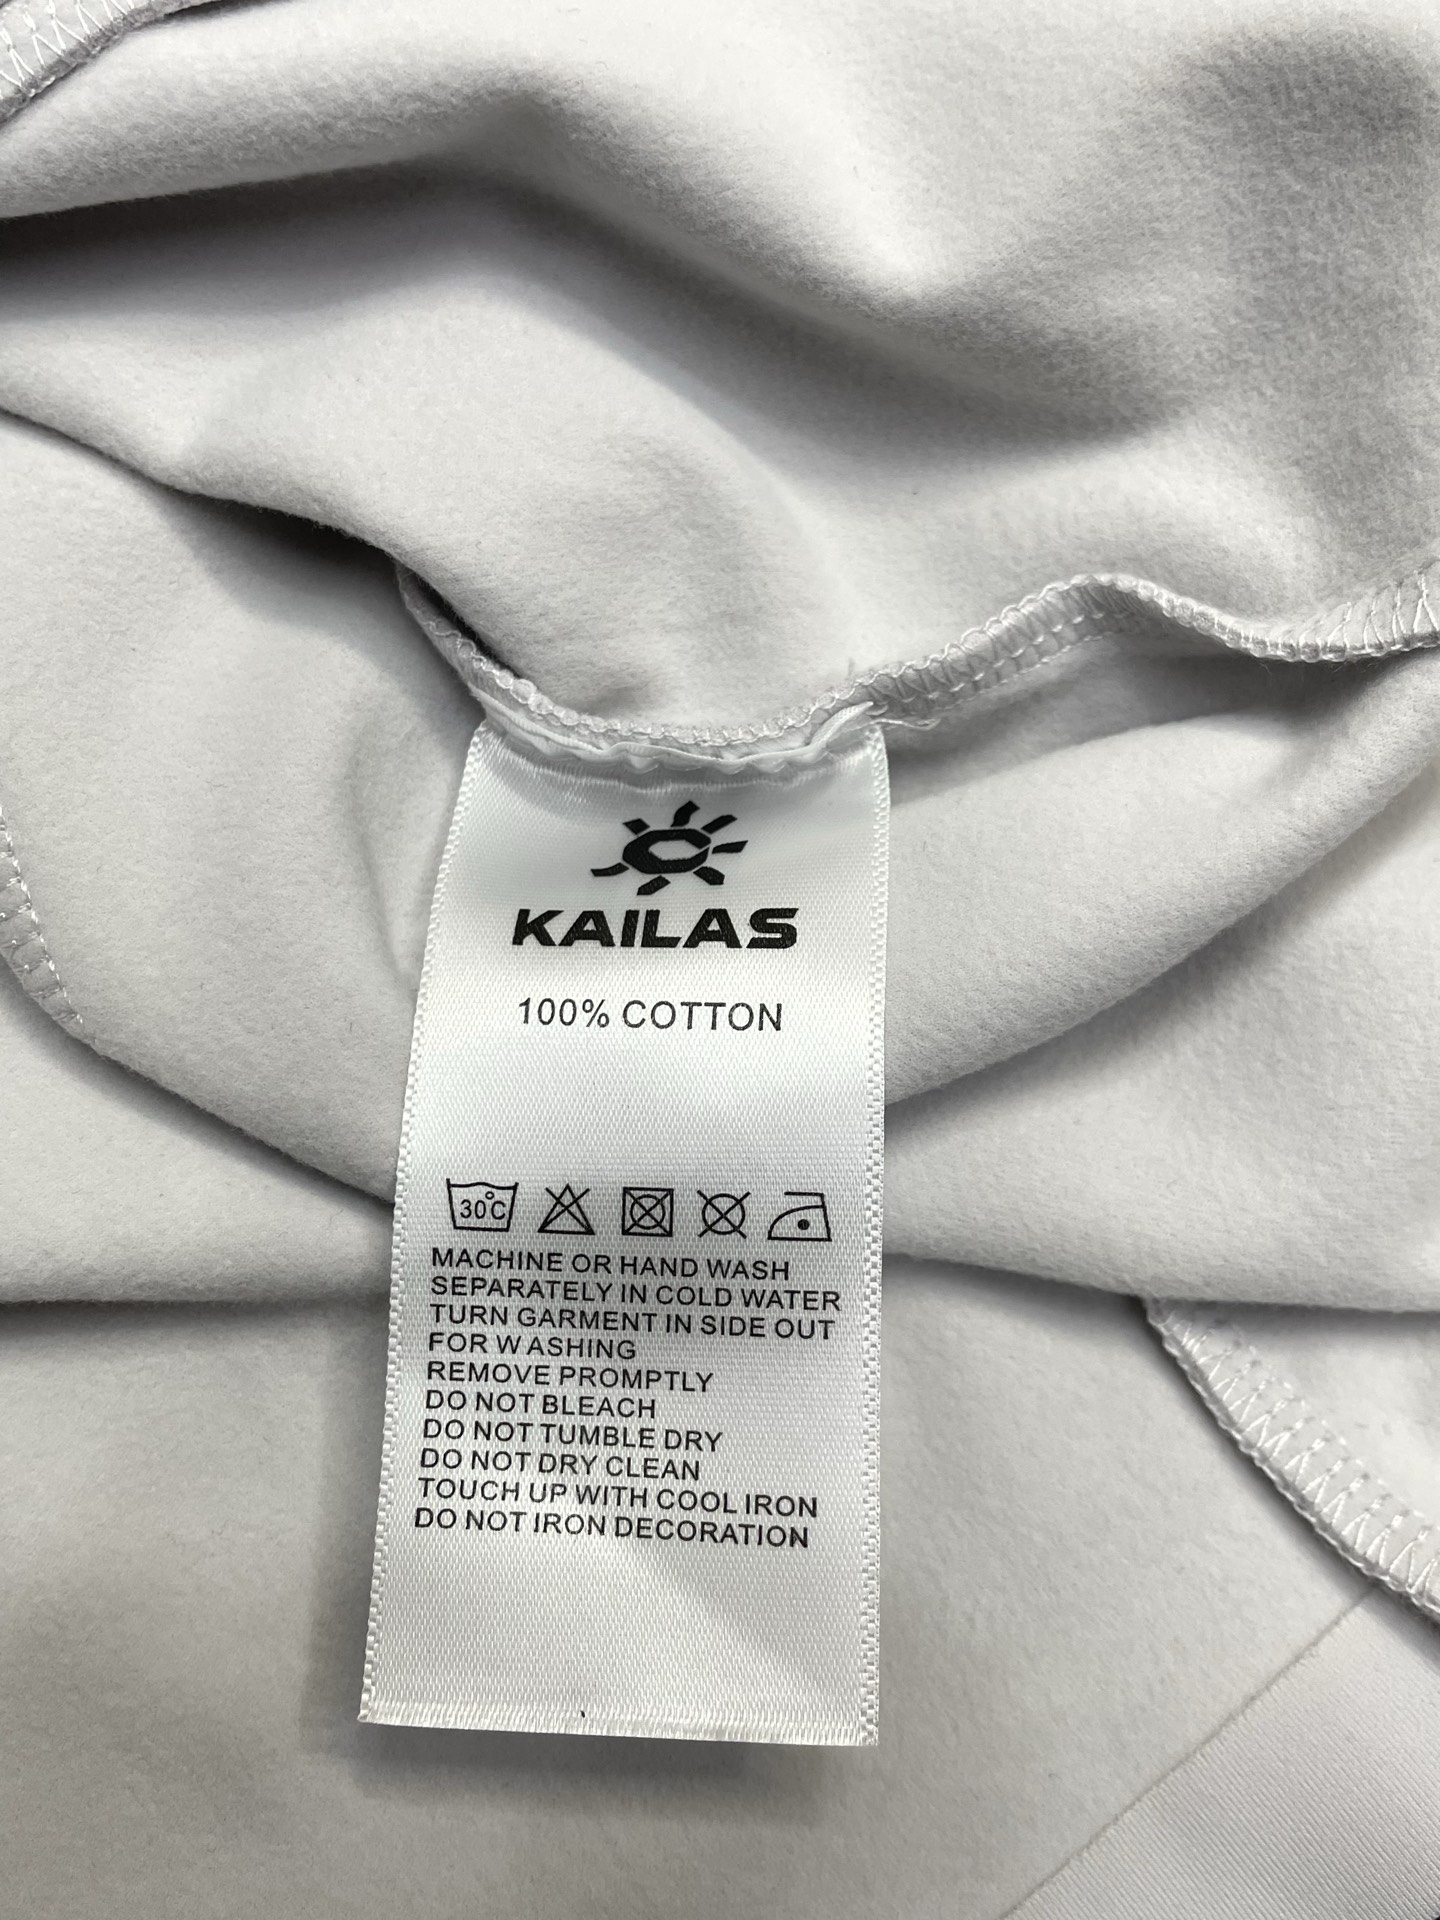 KAILAS
100% COTTON
30°C
MACHINE OR HAND WASH
SEPARATELY IN COLD WATER
TURN GARMENT IN SIDE OUT
FOR WASHING
REMOVE PROMPTLY
DO NOT BLEACH
DO NOT TUMBLE DRY
DO NOT DRY CLEAN
TOUCH UP WITH COOL IRON
DO NOT IRON DECORATION